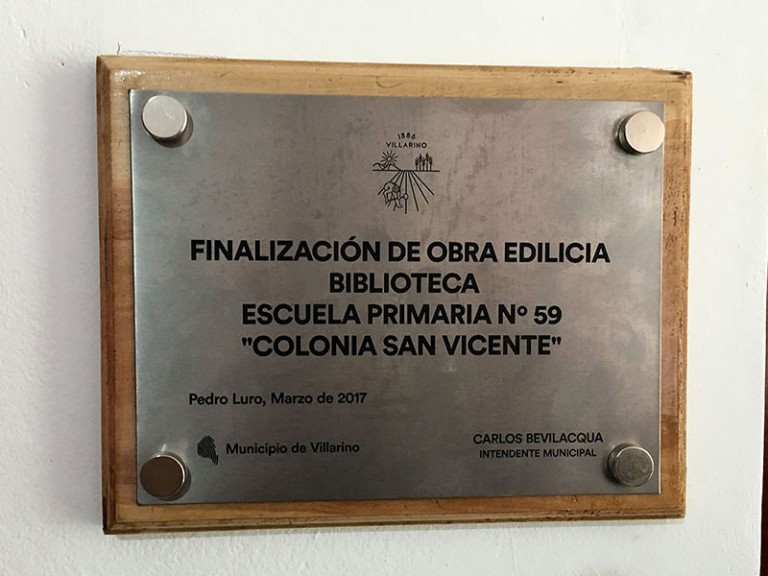 1886
VILLARINO
FINALIZACIÓN DE OBRA EDILICIA
BIBLIOTECA
ESCUELA PRIMARIA Nº 59
"COLONIA SAN VICENTE"
Pedro Luro, Marzo de 2017
Municipio de Villarino
CARLOS BEVILACQUA
INTENDENTE MUNICIPAL